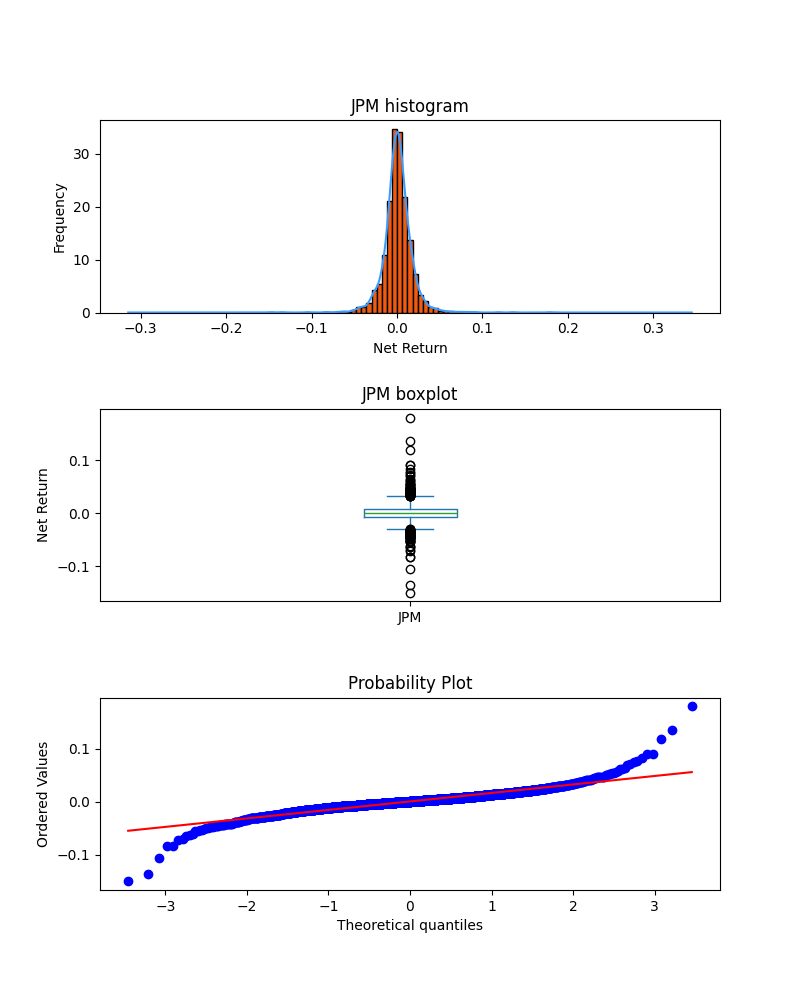 JPM histogram
30
20
10
0
Frequency
−0.3 −0.2 −0.1 0.0 0.1 0.2 0.3
Net Return
JPM boxplot
0.1
0.0
−0.1
Net Return
JPM
Probability Plot
0.1
0.0
−0.1
Ordered Values
−3 −2 −1 0 1 2 3
Theoretical quantiles